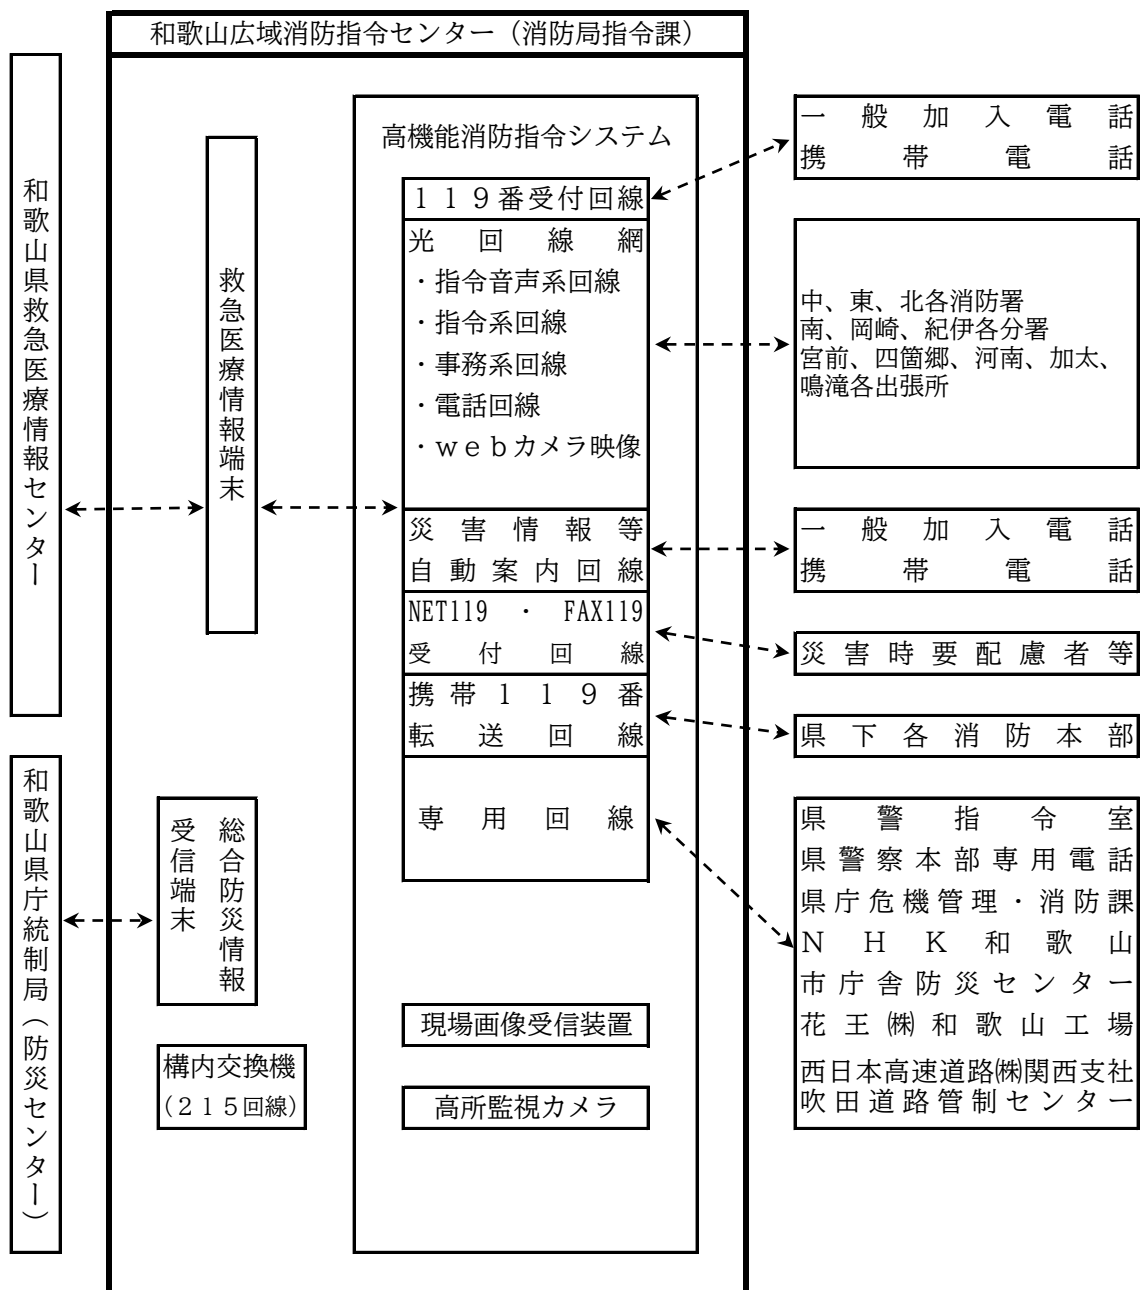 和歌山広域消防指令センター（消防局指令課）
和歌山県救急医療情報センター
和歌山県庁統制局（防災センター）
救急医療情報端末
総合防災情報
受信端末
構内交換機
（２１５回線）
高機能消防指令システム
１１９番受付回線
光回線網
・指令音声系回線
・指令系回線
・事務系回線
・電話回線
・ｗｅｂカメラ映像
災害情報等
自動案内回線
NET119 ・ FAX119
受付回線
携帯１１９番
転送回線
専用回線
現場画像受信装置
高所監視カメラ
一般加入電話
携帯電話
中、東、北各消防署
南、岡崎、紀伊各分署
宮前、四箇郷、河南、加太、
鳴滝各出張所
一般加入電話
携帯電話
災害時要配慮者等
県下各消防本部
県警指令室
県警察本部専用電話
県庁危機管理・消防課
ＮＨＫ和歌山
市庁舎防災センター
花王㈱和歌山工場
西日本高速道路㈱関西支社
吹田道路管制センター